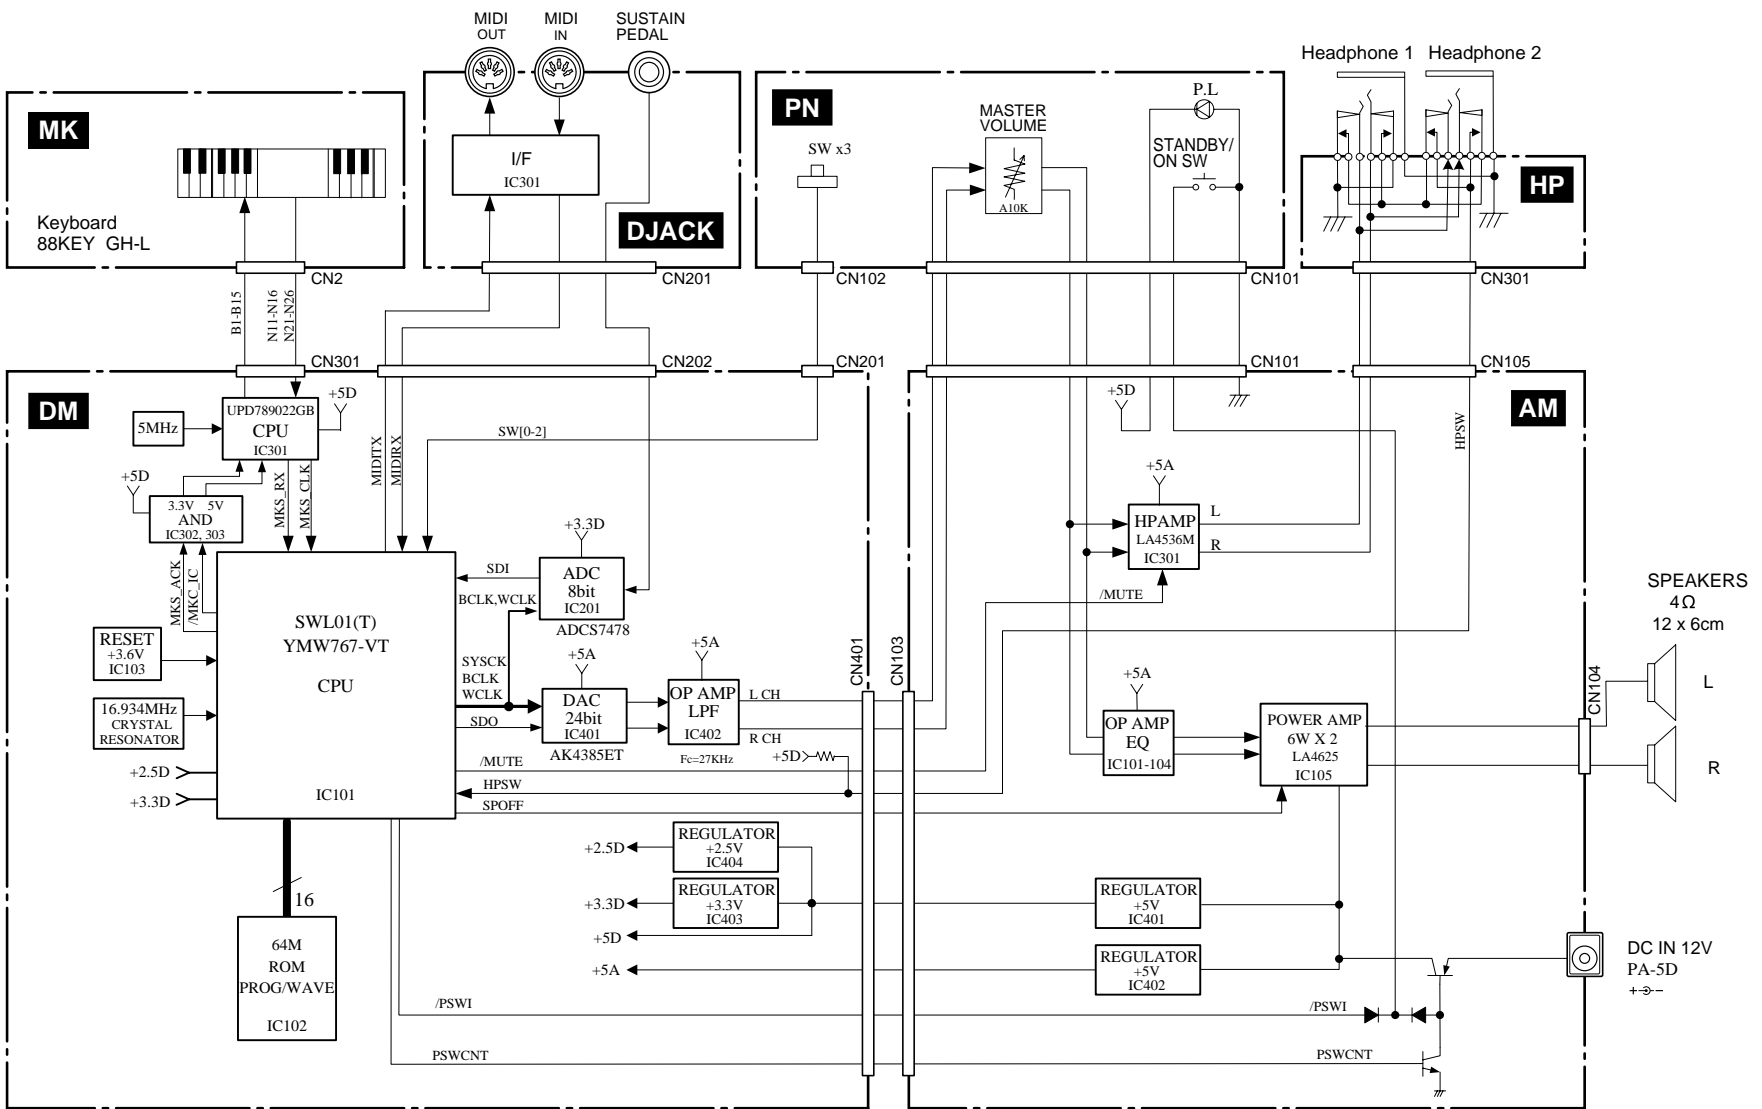 MIDI
OUT
MIDI
IN
SUSTAIN
PEDAL
Headphone 1
Headphone 2
MK
Keyboard
88KEY GH-L
CN2
I/F
IC301
DJACK
CN201
PN
SW x3
MASTER
VOLUME
A10K
P.L
STANDBY/
ON SW
CN102
CN101
HP
CN301
B1-B15
N11-N16
N21-N26
CN301
CN202
CN201
CN101
CN105
DM
5MHz
UPD789022GB
CPU
IC301
+5D
+5D
3.3V 5V
AND
IC302, 303
MKS_RX
MKS_CLK
MIDITX
MIDIRX
SW[0-2]
MKS_ACK
/MKC_IC
RESET
+3.6V
IC103
16.934MHz
CRYSTAL
RESONATOR
+2.5D
+3.3D
SWL01(T)
YMW767-VT
CPU
IC101
SDI
BCLK,WCLK
+3.3D
ADC
8bit
IC201
ADCS7478
SYSCK
BCLK
WCLK
SDO
+5A
DAC
24bit
IC401
AK4385ET
+5A
OP AMP
LPF
IC402
Fc=27KHz
L CH
R CH
+5D
/MUTE
HPSW
SPOFF
REGULATOR
+2.5V
IC404
+2.5D
REGULATOR
+3.3V
IC403
+3.3D
+5D
+5A
16
64M
ROM
PROG/WAVE
IC102
/PSWI
PSWCNT
CN401
CN103
AM
+5D
HPSW
+5A
HPAMP
LA4536M
IC301
L
R
/MUTE
+5A
OP AMP
EQ
IC101-104
POWER AMP
6W X 2
LA4625
IC105
CN104
SPEAKERS
4Ω
12 x 6cm
L
R
REGULATOR
+5V
IC401
REGULATOR
+5V
IC402
/PSWI
PSWCNT
DC IN 12V
PA-5D